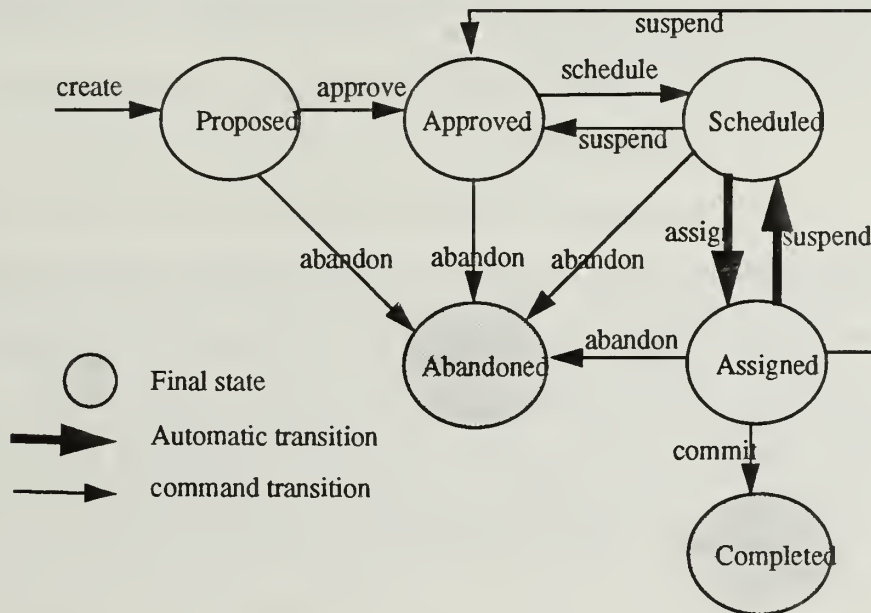 suspend
create
approve
schedule
Proposed
Approved
Scheduled
suspend
assign
suspend
abandon
abandon
abandon
abandon
Abandoned
Assigned
Final state
Automatic transition
commit
command transition
Completed